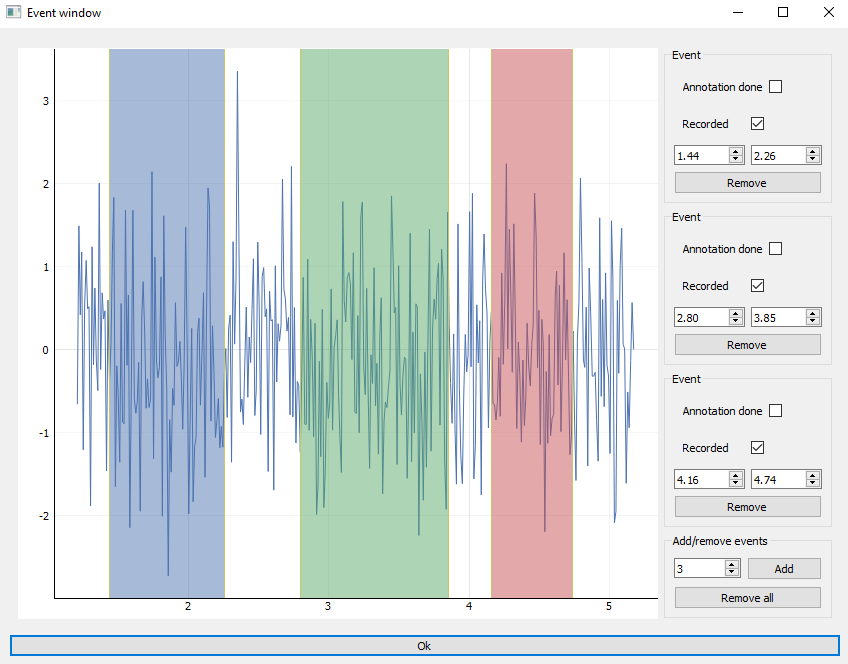 Event window
3
2
1
0
-1
-2
2
3
4
5
Event
Annotation done
Recorded
1.44 2.26
Remove
Event
Annotation done
Recorded
2.80 3.85
Remove
Event
Annotation done
Recorded
4.16 4.74
Remove
Add/remove events
3 Add
Remove all
Ok